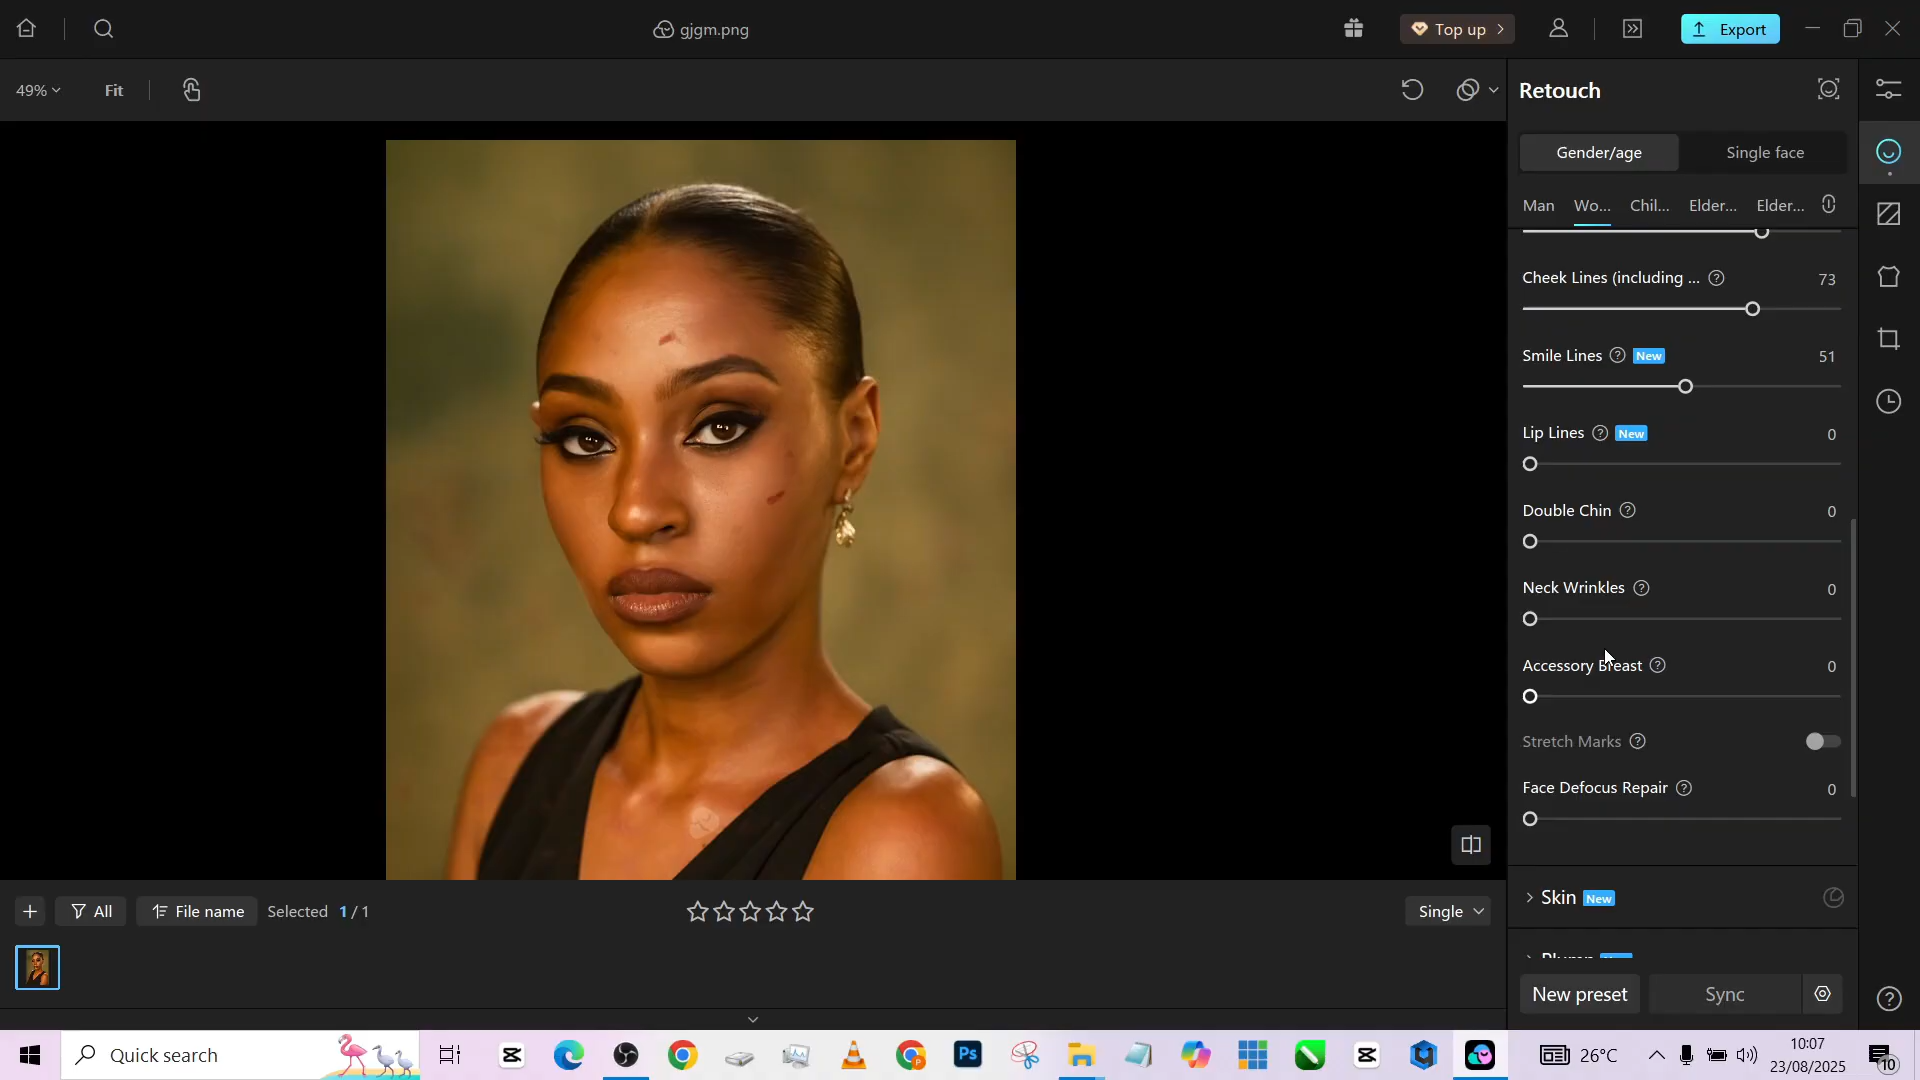 gjgm.png
Top up
Export
49%
Fit
Retouch
Gender/age
Single face
Man
Wo...
Chil...
Elder...
Elder...
Cheek Lines (including ...
73
Smile Lines
New
51
Lip Lines
New
0
Double Chin
0
Neck Wrinkles
0
Accessory Breast
0
Stretch Marks
Face Defocus Repair
0
All
File name
Selected 1/1
Single
Skin
New
New preset
Sync
Quick search
Ps
26°C
10:07
23/08/2025
10